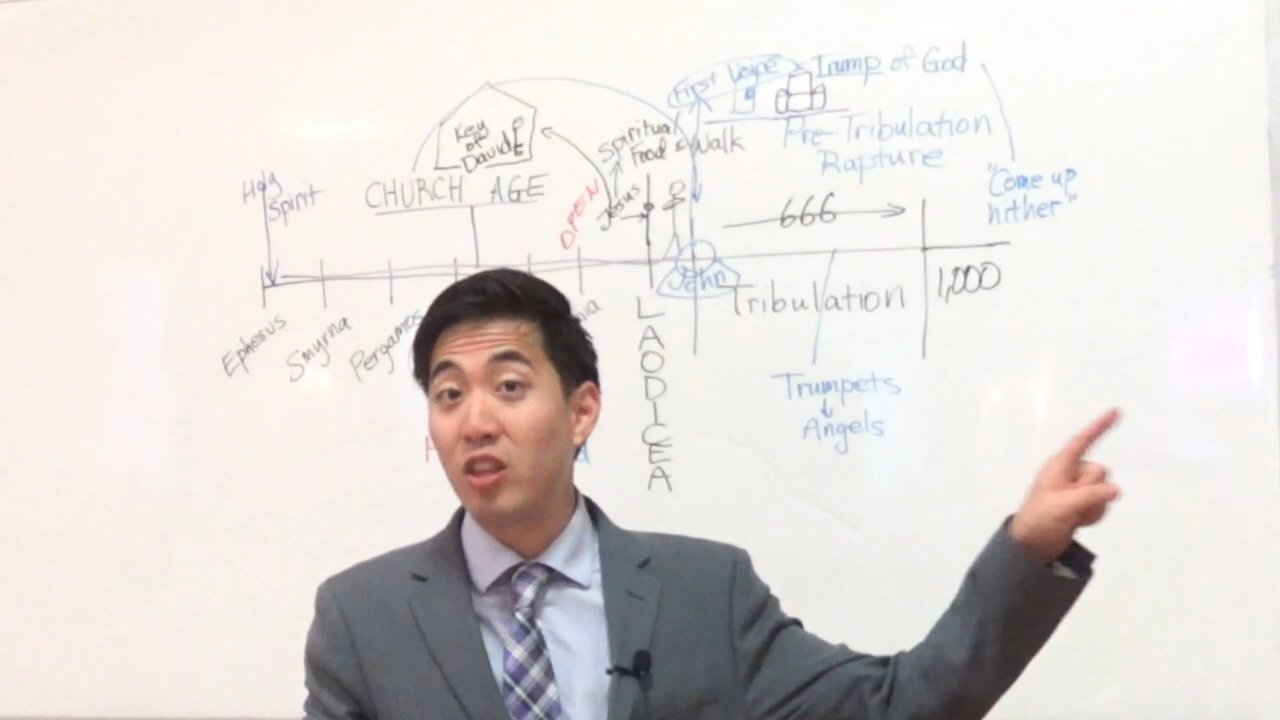 First Voice
Trump of God
Key
of
David
Spiritual
Food & Walk
Pre-Tribulation
Rapture
Holy
Spirit
CHURCH AGE
OPEN
Jesus
666
"Come up
hither"
John
Tribulation
1,000
Ephesus
Smyrna
Pergamos
LAODICEA
Trumpets
Angels